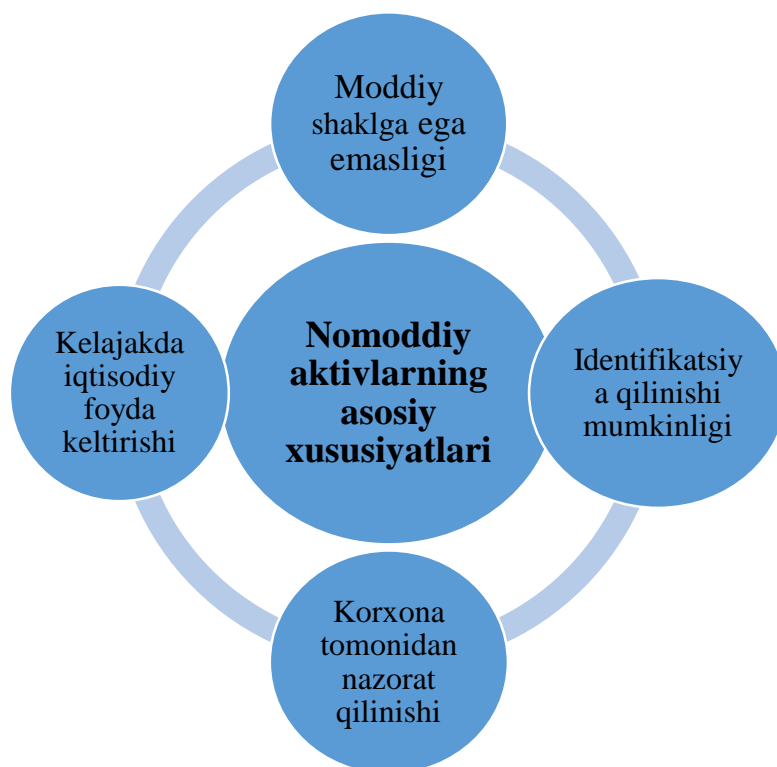 Moddiy
shaklga ega
emasligi
Nomoddiy
aktivlarning
asosiy
xususiyatlari
Kelajakda
iqtisodiy
foyda
keltirishi
Identifikatsiy
a qilinishi
mumkinligi
Korxona
tomonidan
nazorat
qilinishi